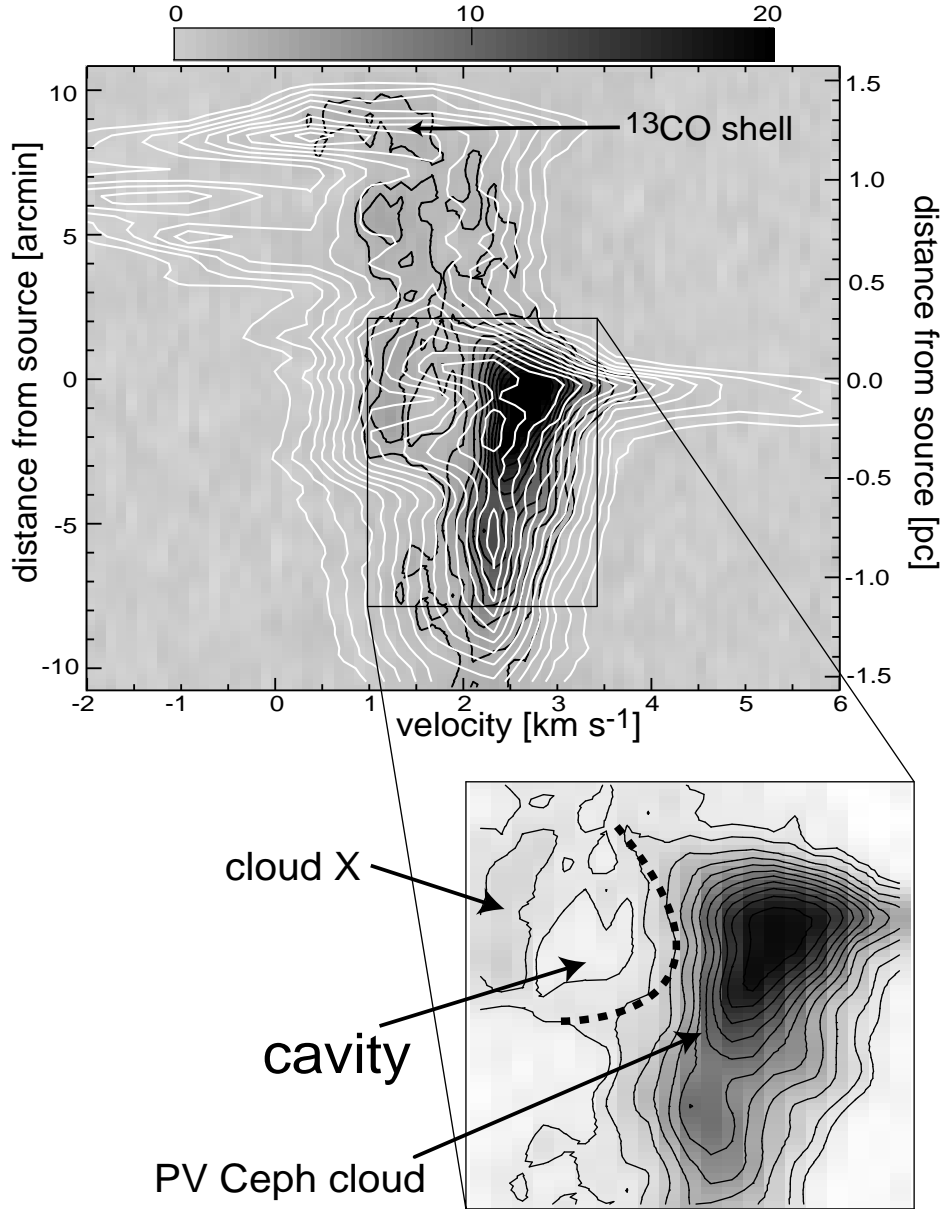 0 10 20
10
5
0
-5
-10
distance from source [arcmin]
¹³CO shell
1.5
1.0
0.5
0.0
-0.5
-1.0
-1.5
distance from source [pc]
-2 -1 0 1 2 3 4 5 6
velocity [km s⁻¹]
cloud X
cavity
PV Ceph cloud